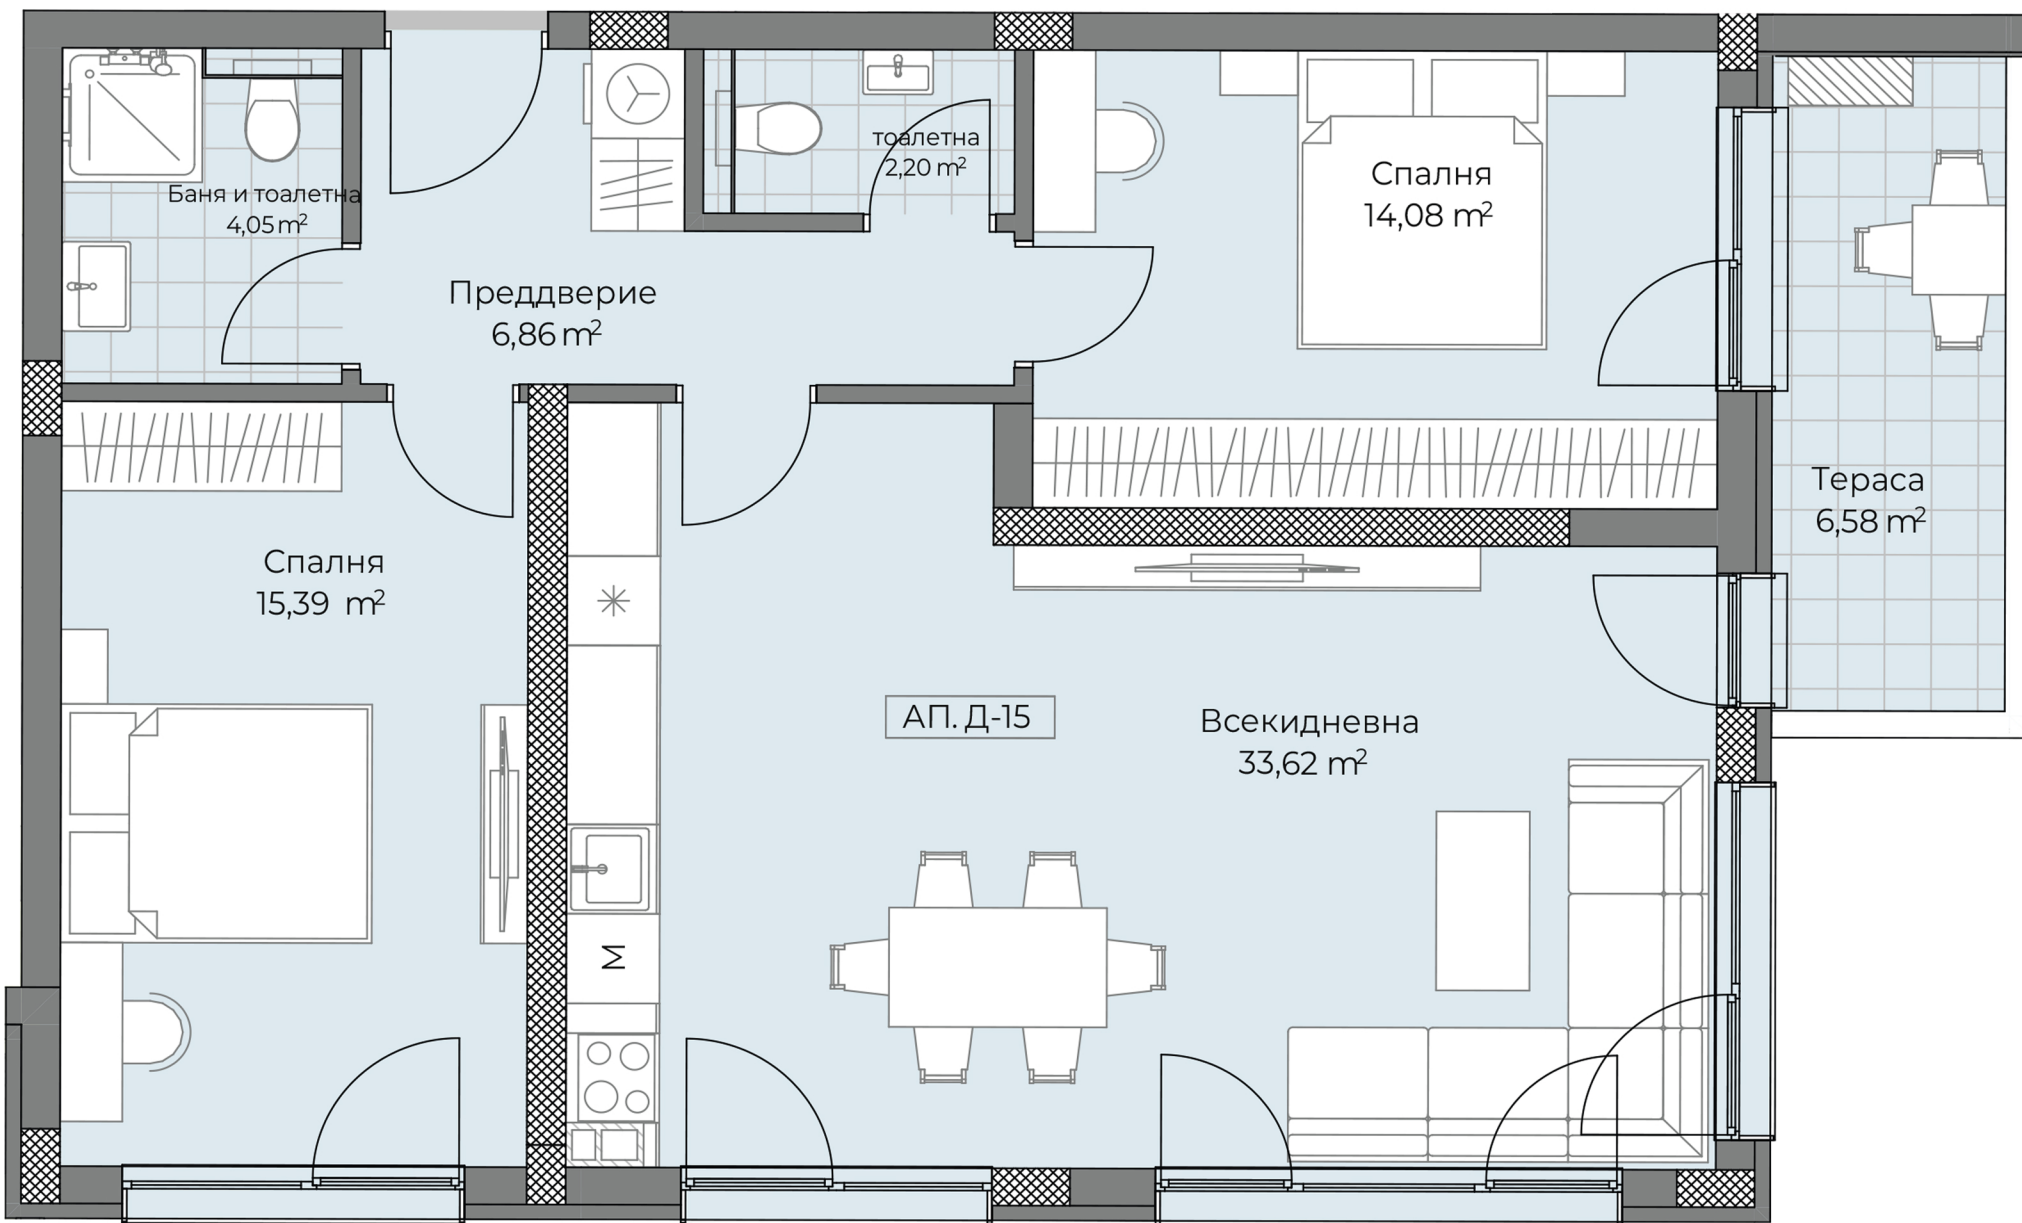 тоалетна
2,20 m²
Баня и тоалетна
4,05 m²
Спалня
14,08 m²
Преддверие
6,86 m²
Тераса
6,58 m²
Спалня
15,39 m²
АП. Д-15
Всекидневна
33,62 m²
М